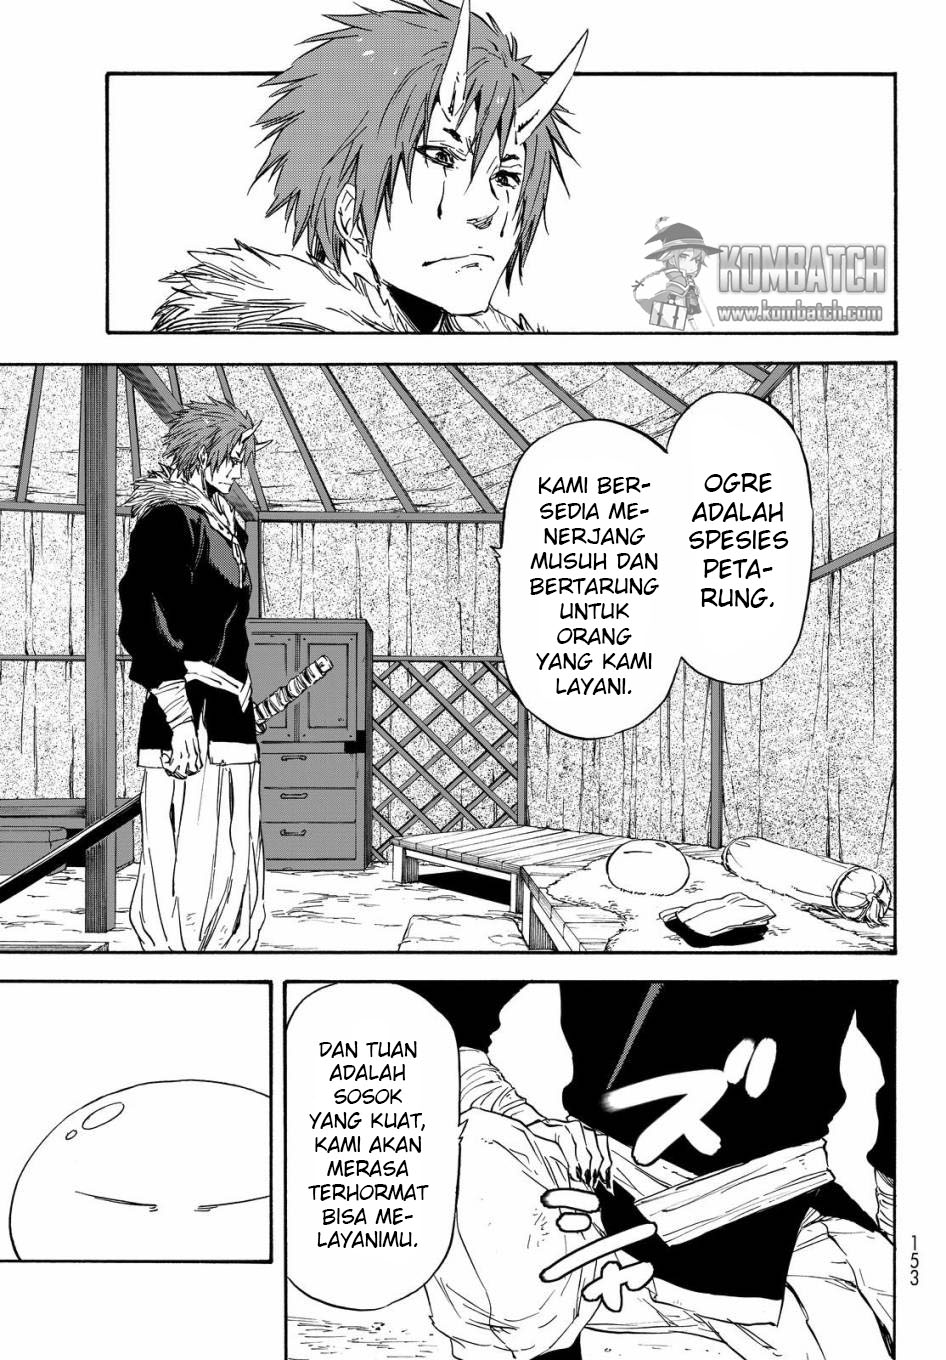 KOMBATCH
www.kombatch.com
OGRE
ADALAH
SPESIES
PETA-
RUNG.
KAMI BER-
SEDIA ME-
NERJANG
MUSUH DAN
BERTARUNG
UNTUK
ORANG
YANG KAMI
LAYANI.
ズイ
DAN TUAN
ADALAH
SOSOK
YANG KUAT,
KAMI AKAN
MERASA
TERHORMAT
BISA ME-
LAYANIMU.
153